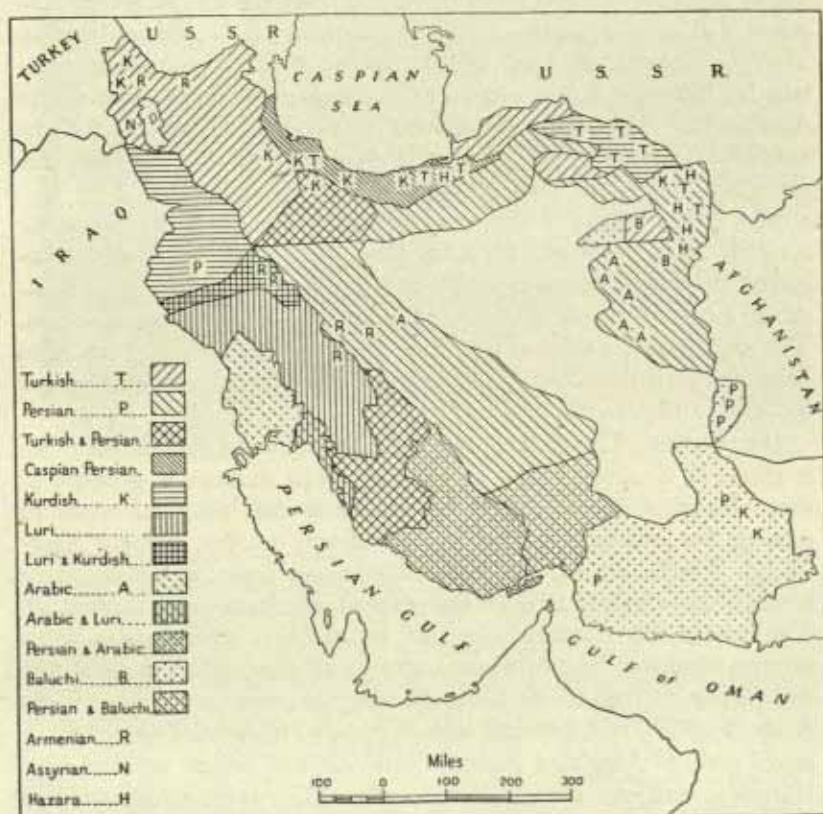 TURKEY
U S S R
CASPIAN
SEA
U. S. S. R.
IRAQ
AFGHANISTAN
PERSIAN GULF
GULF OF OMAN
K
K R R
N
K K T
K K K T H T
T T
T T
K H
T
H T
H
H
B
B
A
A
A
A
A A
P
R
R
R R A
R
P
P
P
P K
K
P
Turkish T
Persian P
Turkish & Persian
Caspian Persian
Kurdish K
Luri
Luri & Kurdish
Arabic A
Arabic & Luri
Persian & Arabic
Baluchi B
Persian & Baluchi
Armenian R
Assyrian N
Hazara H
Miles
100 0 100 200 300